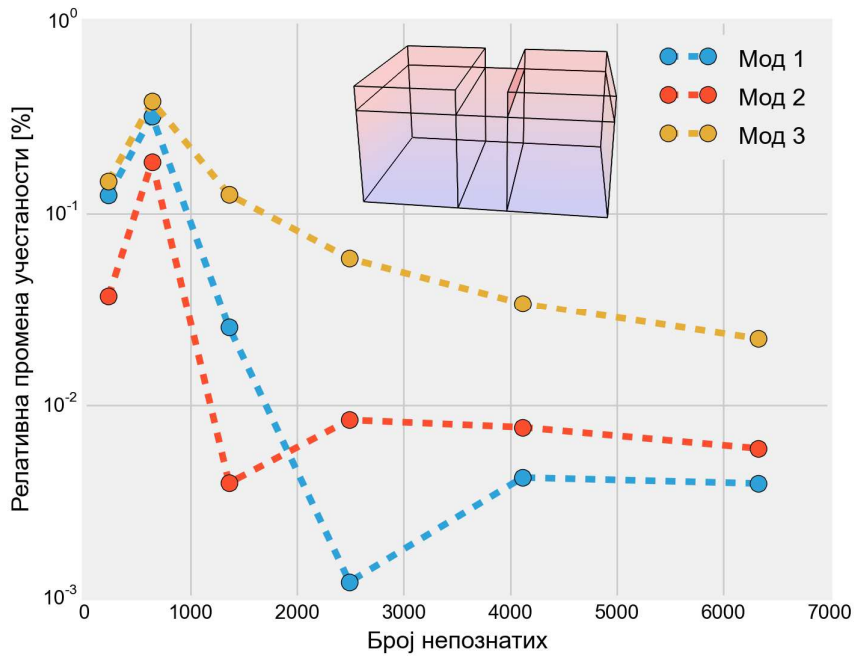 10⁰
10⁻¹
10⁻²
10⁻³
Релативна промена учестаности [%]
Мод 1
Мод 2
Мод 3
0 1000 2000 3000 4000 5000 6000 7000
Број непознатих